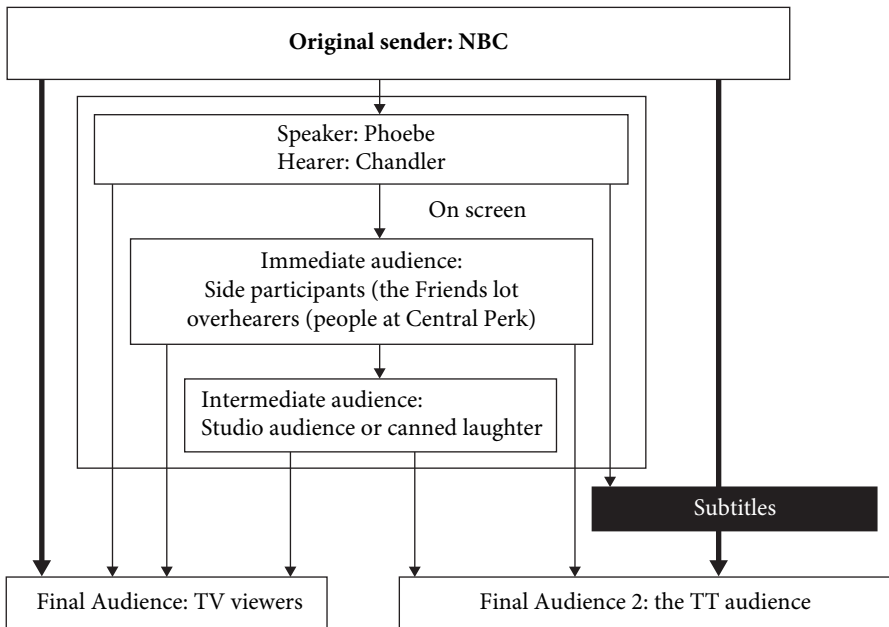 Original sender: NBC
Speaker: Phoebe
Hearer: Chandler
On screen
Immediate audience:
Side participants (the Friends lot
overhearers (people at Central Perk)
Intermediate audience:
Studio audience or canned laughter
Subtitles
Final Audience: TV viewers
Final Audience 2: the TT audience